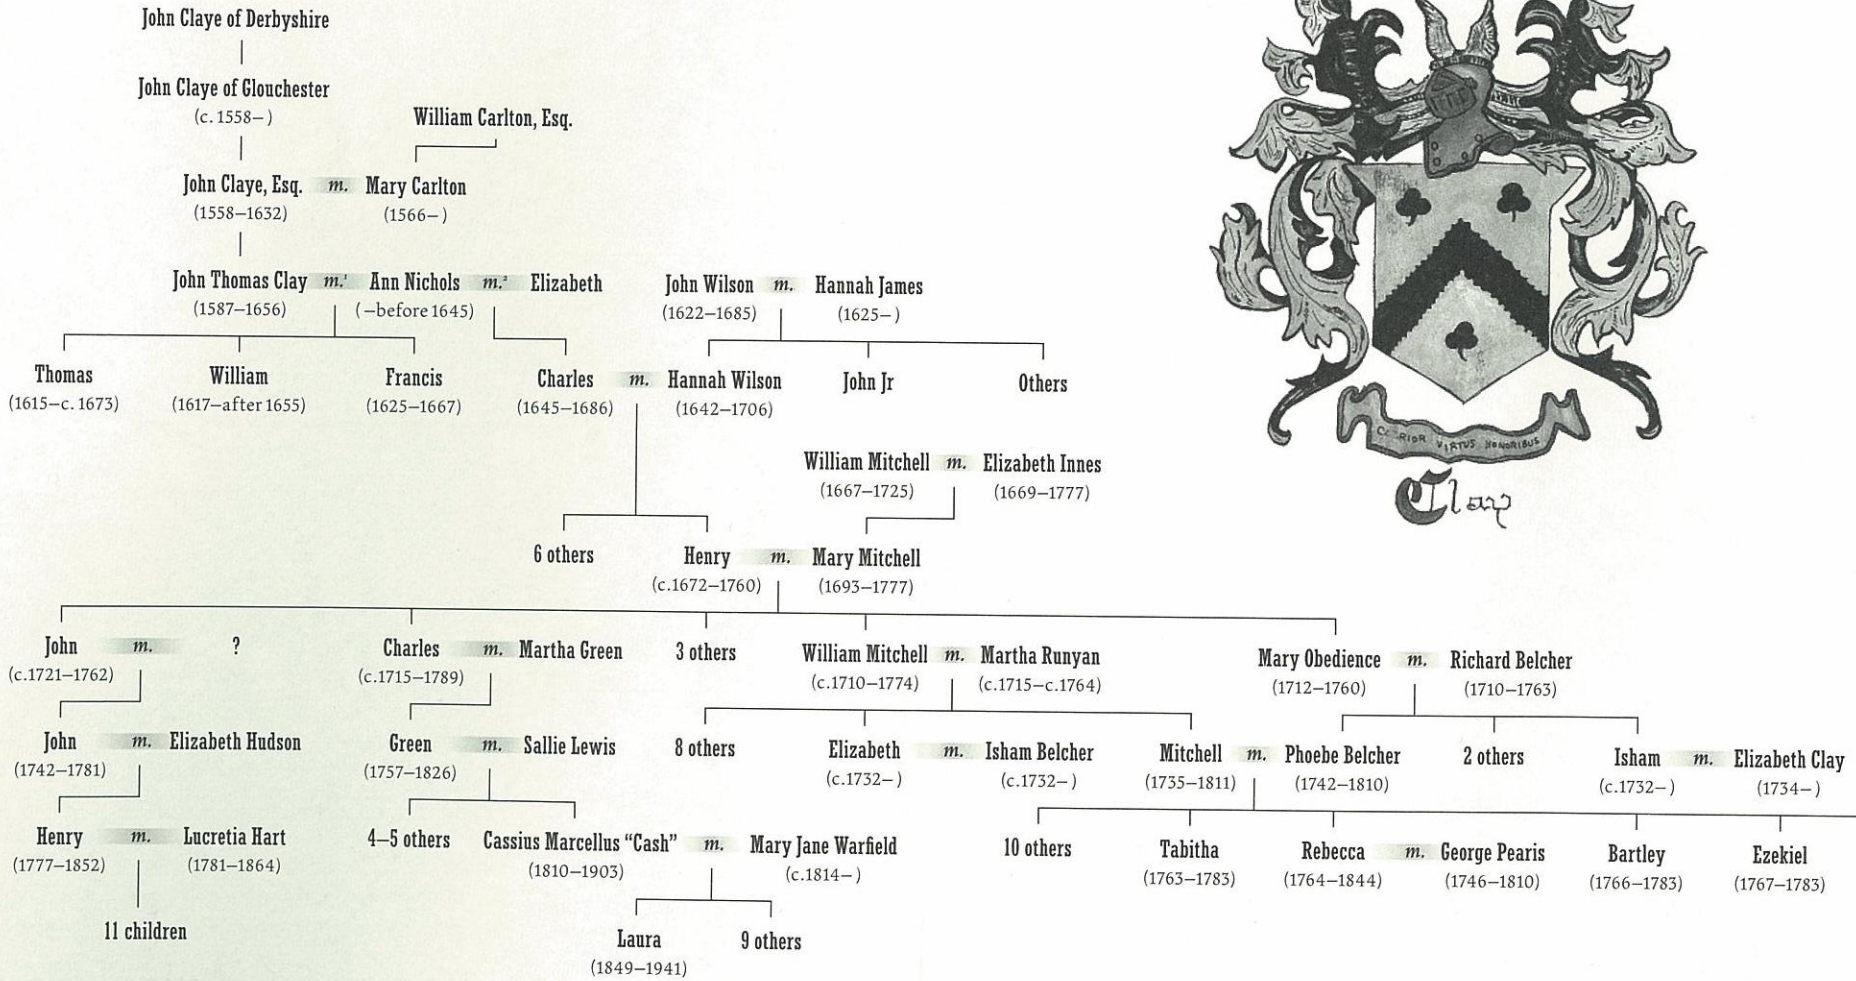 John Claye of Derbyshire
John Claye of Glouchester
(c. 1558– )
William Carlton, Esq.
John Claye, Esq. m. Mary Carlton
(1558–1632) (1566– )
John Thomas Clay m.¹ Ann Nichols m.² Elizabeth John Wilson m. Hannah James
(1587–1656) (–before 1645) (1622–1685) (1625– )
Thomas William Francis Charles m. Hannah Wilson John Jr Others
(1615–c. 1673) (1617–after 1655) (1625–1667) (1645–1686) (1642–1706)
William Mitchell m. Elizabeth Innes
(1667–1725) (1669–1777)
6 others Henry m. Mary Mitchell
(c.1672–1760) (1693–1777)
John m. ? Charles m. Martha Green 3 others William Mitchell m. Martha Runyan Mary Obedience m. Richard Belcher
(c.1721–1762) (c.1715–1789) (c.1710–1774) (c.1715–c.1764) (1712–1760) (1710–1763)
John m. Elizabeth Hudson Green m. Sallie Lewis 8 others Elizabeth m. Isham Belcher Mitchell m. Phoebe Belcher 2 others Isham m. Elizabeth Clay
(1742–1781) (1757–1826) (c.1732– ) (c.1732– ) (1735–1811) (1742–1810) (c.1732– ) (1734– )
Henry m. Lucretia Hart 4–5 others Cassius Marcellus “Cash” m. Mary Jane Warfield 10 others Tabitha Rebecca m. George Pearis Bartley Ezekiel
(1777–1852) (1781–1864) (1810–1903) (c.1814– ) (1763–1783) (1764–1844) (1746–1810) (1766–1783) (1767–1783)
11 children
Laura 9 others
(1849–1941)
VIRTUS HONORIBUS
Clay